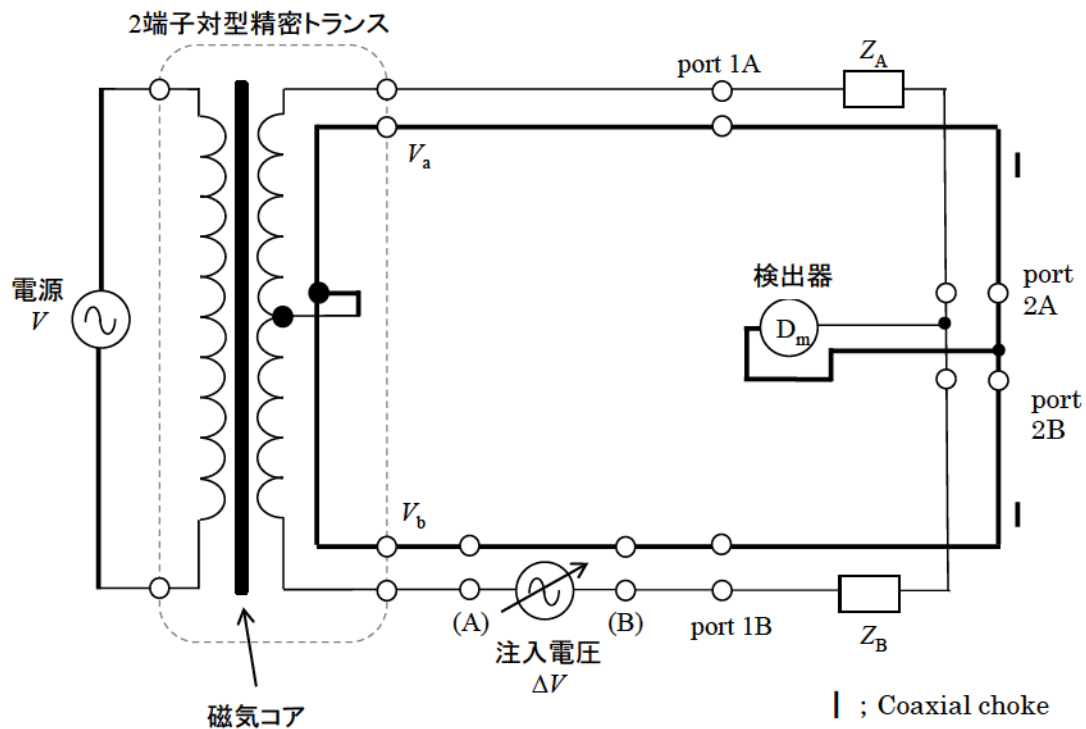 2端子対型精密トランス
port 1A
Z_A
V_a
電源
V
検出器
D_m
port
2A
port
2B
V_b
(A)
(B)
port 1B
注入電圧
ΔV
Z_B
磁気コア
; Coaxial choke